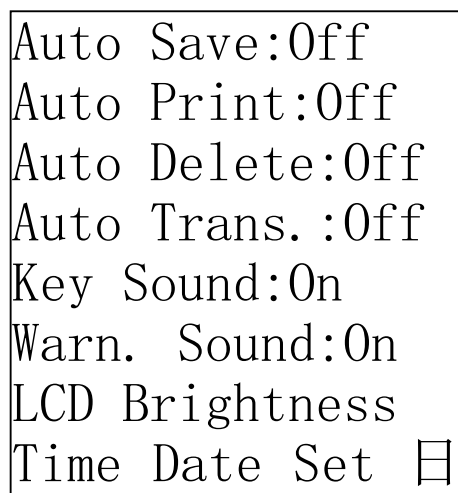 Auto Save:Off
Auto Print:Off
Auto Delete:Off
Auto Trans.:Off
Key Sound:On
Warn. Sound:On
LCD Brightness
Time Date Set 日